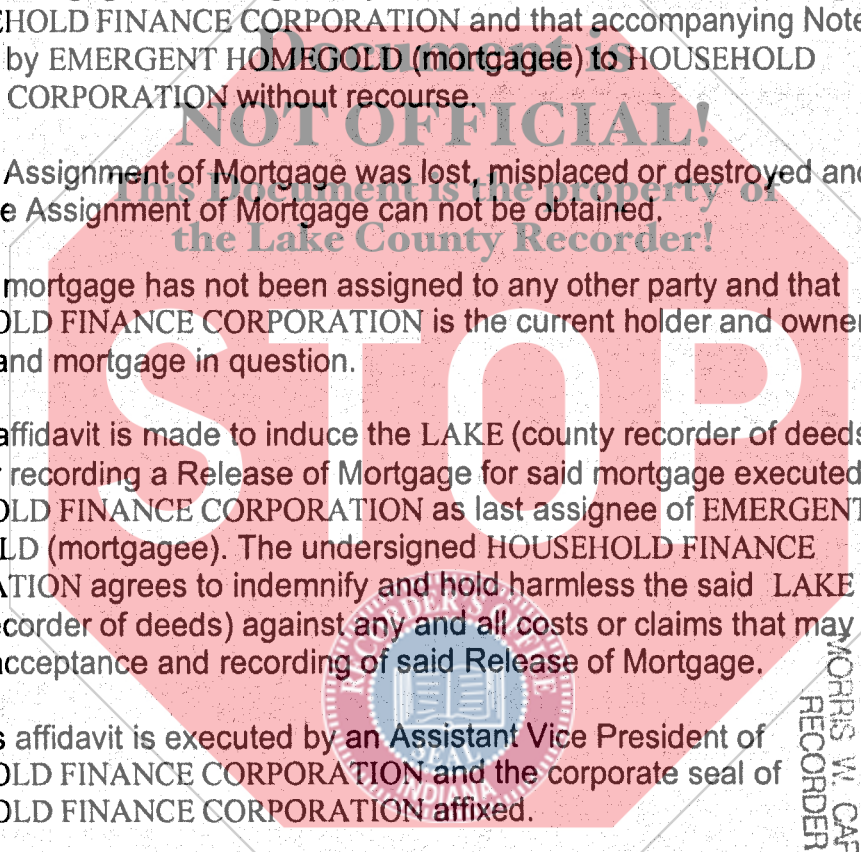 EHOLD FINANCE CORPORATION and that accompanying Note
by EMERGENT HOMEGOLD (mortgagee) to HOUSEHOLD
Document is
CORPORATION without recourse.
NOT OFFICIAL!
Assignment of Mortgage was lost, misplaced or destroyed and
This Document is the property of
e Assignment of Mortgage can not be obtained.
the Lake County Recorder!
mortgage has not been assigned to any other party and that
OLD FINANCE CORPORATION is the current holder and owner
and mortgage in question.
STOP
affidavit is made to induce the LAKE (county recorder of deeds
r recording a Release of Mortgage for said mortgage executed
OLD FINANCE CORPORATION as last assignee of EMERGENT
LD (mortgagee). The undersigned HOUSEHOLD FINANCE
ATION agrees to indemnify and hold harmless the said LAKE
ecorder of deeds) against any and all costs or claims that may
acceptance and recording of said Release of Mortgage.
s affidavit is executed by an Assistant Vice President of
OLD FINANCE CORPORATION and the corporate seal of
OLD FINANCE CORPORATION affixed.
RECORDER'S OFFICE
SEAL
INDIANA
MORRIS W. CA
RECORDER